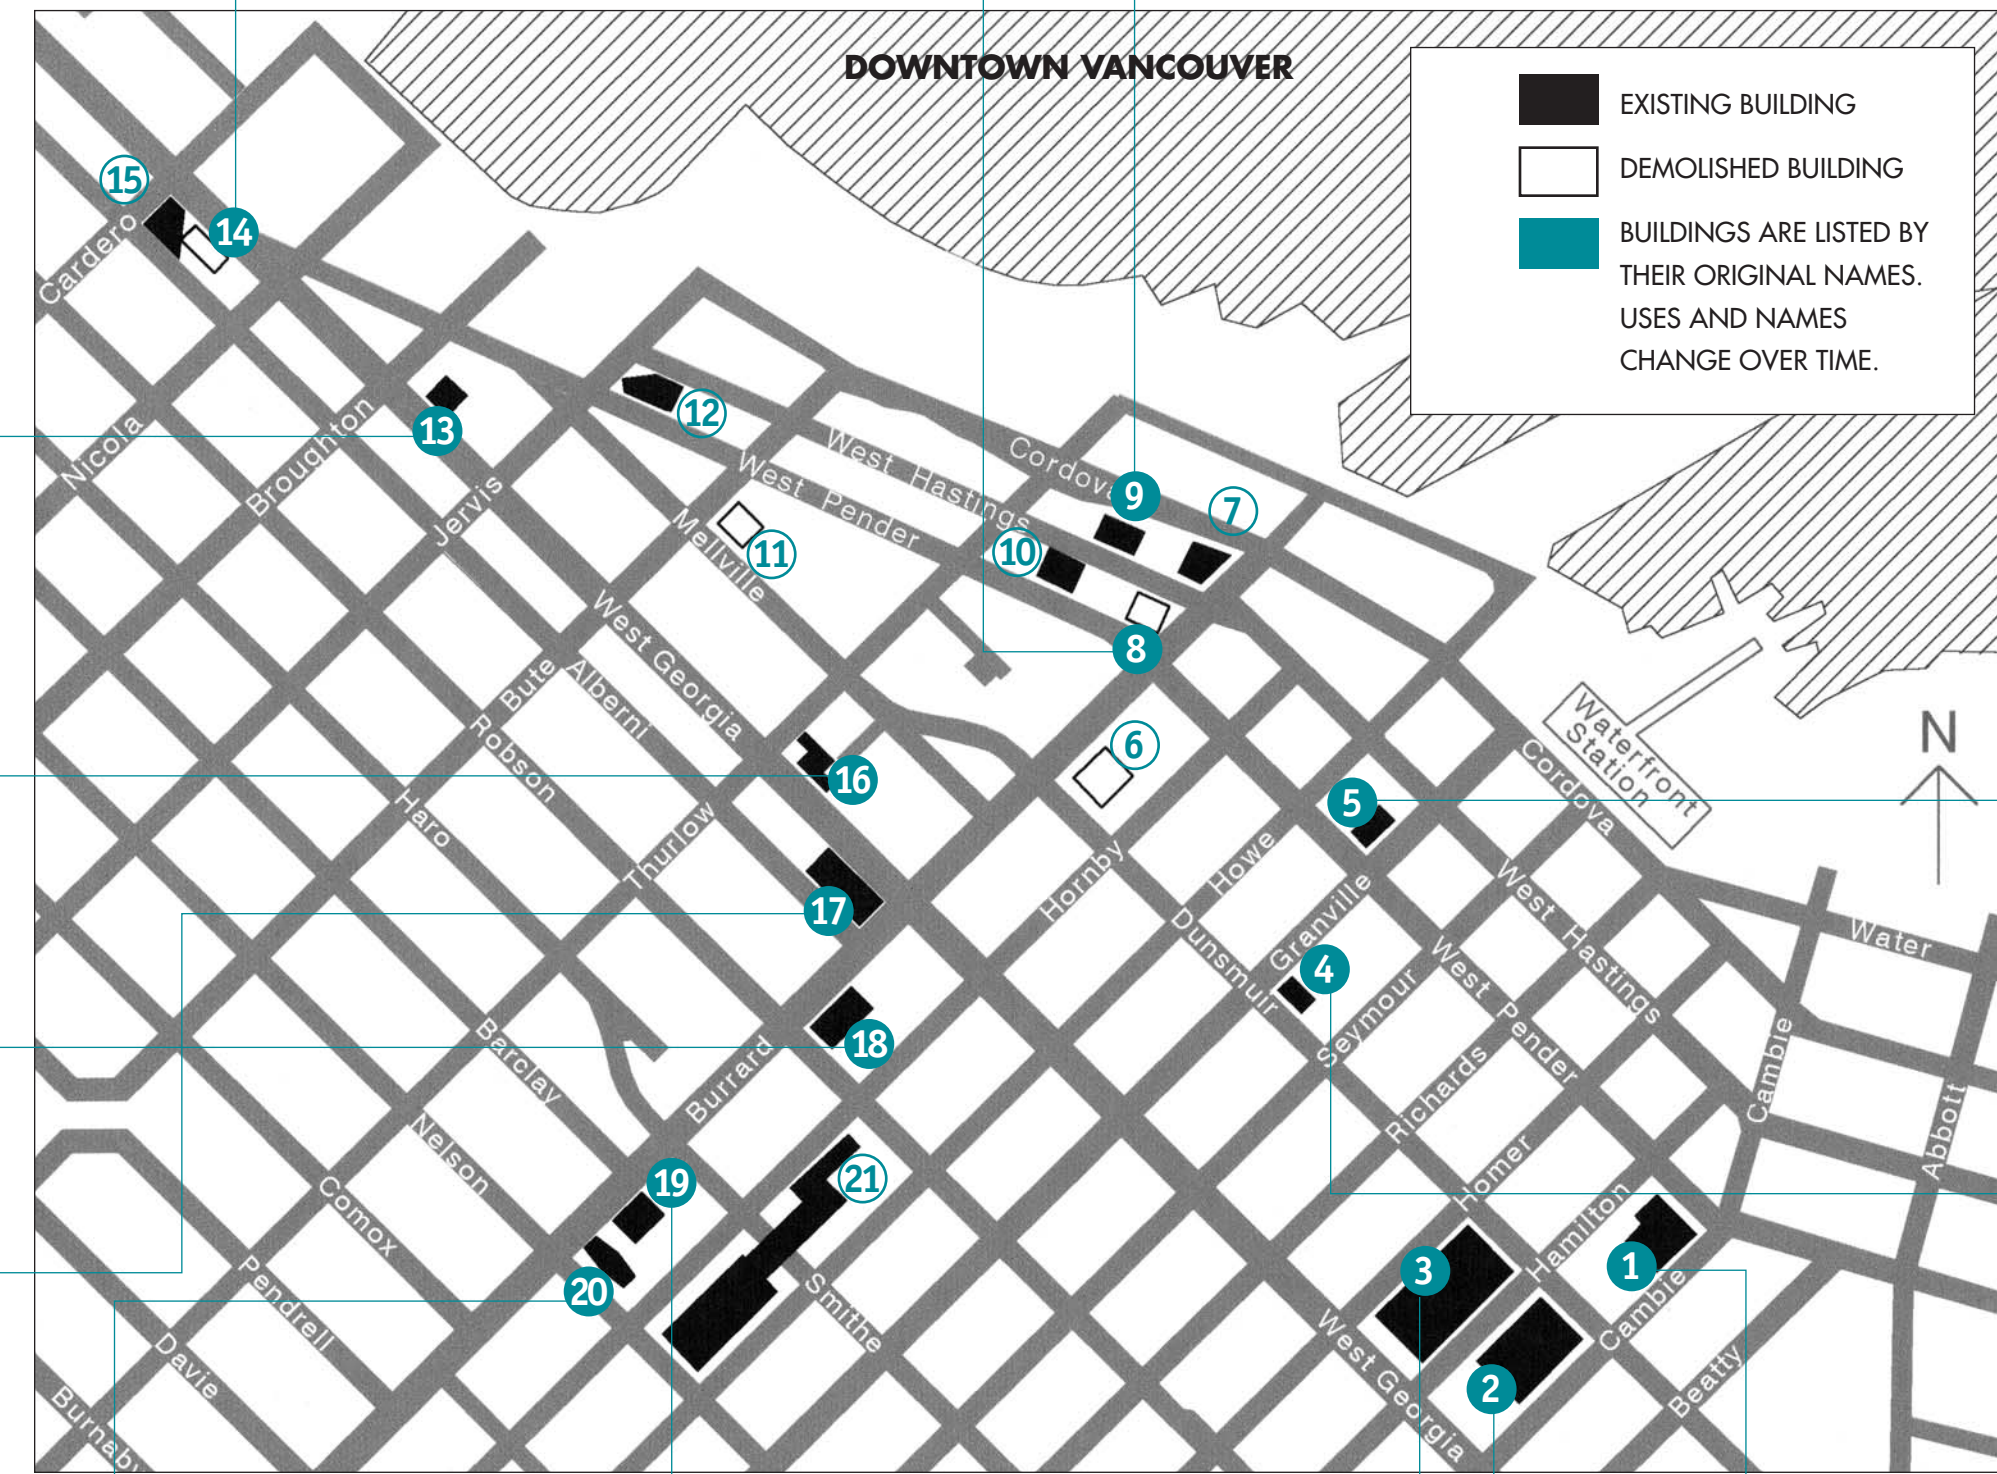 DOWNTOWN VANCOUVER
EXISTING BUILDING
DEMOLISHED BUILDING
BUILDINGS ARE LISTED BY
THEIR ORIGINAL NAMES.
USES AND NAMES
CHANGE OVER TIME.
15
14
Cardero
12
13
Nicola
Broughton
Jervis
West Hastings
Cordova
9
7
West Pender
10
11
Mellville
8
West Georgia
Bute
Alberni
Robson
6
Waterfront
Station
N
16
5
Cordova
Haro
Thurlow
Hornby
Howe
Granville
West Hastings
17
Dunsmuir
4
Water
West Pender
Seymour
18
Barclay
Burrard
Richards
Cambie
Abbott
Nelson
19
21
Homer
Hamilton
Comox
20
3
1
Pendrell
Smithe
Cambie
West Georgia
2
Davie
Beatty
Burnaby